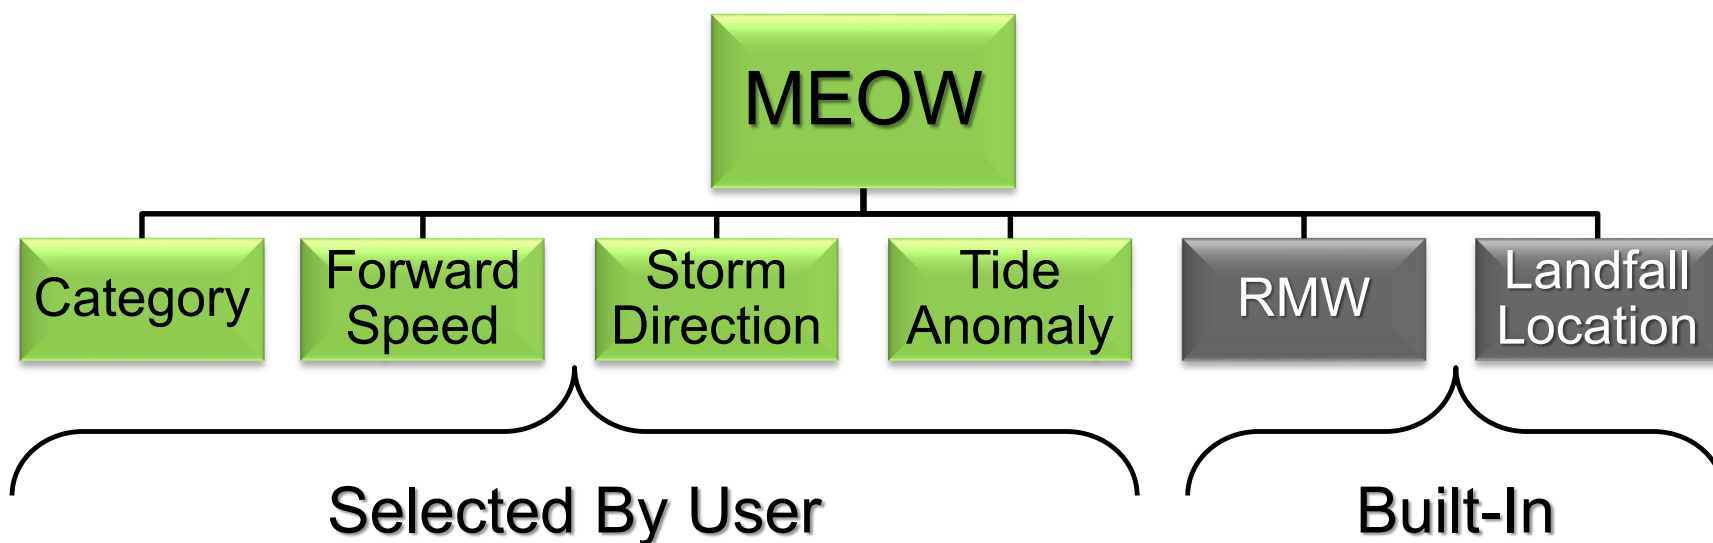 MEOW
Category
Forward
Speed
Storm
Direction
Tide
Anomaly
RMW
Landfall
Location
Selected By User
Built-In